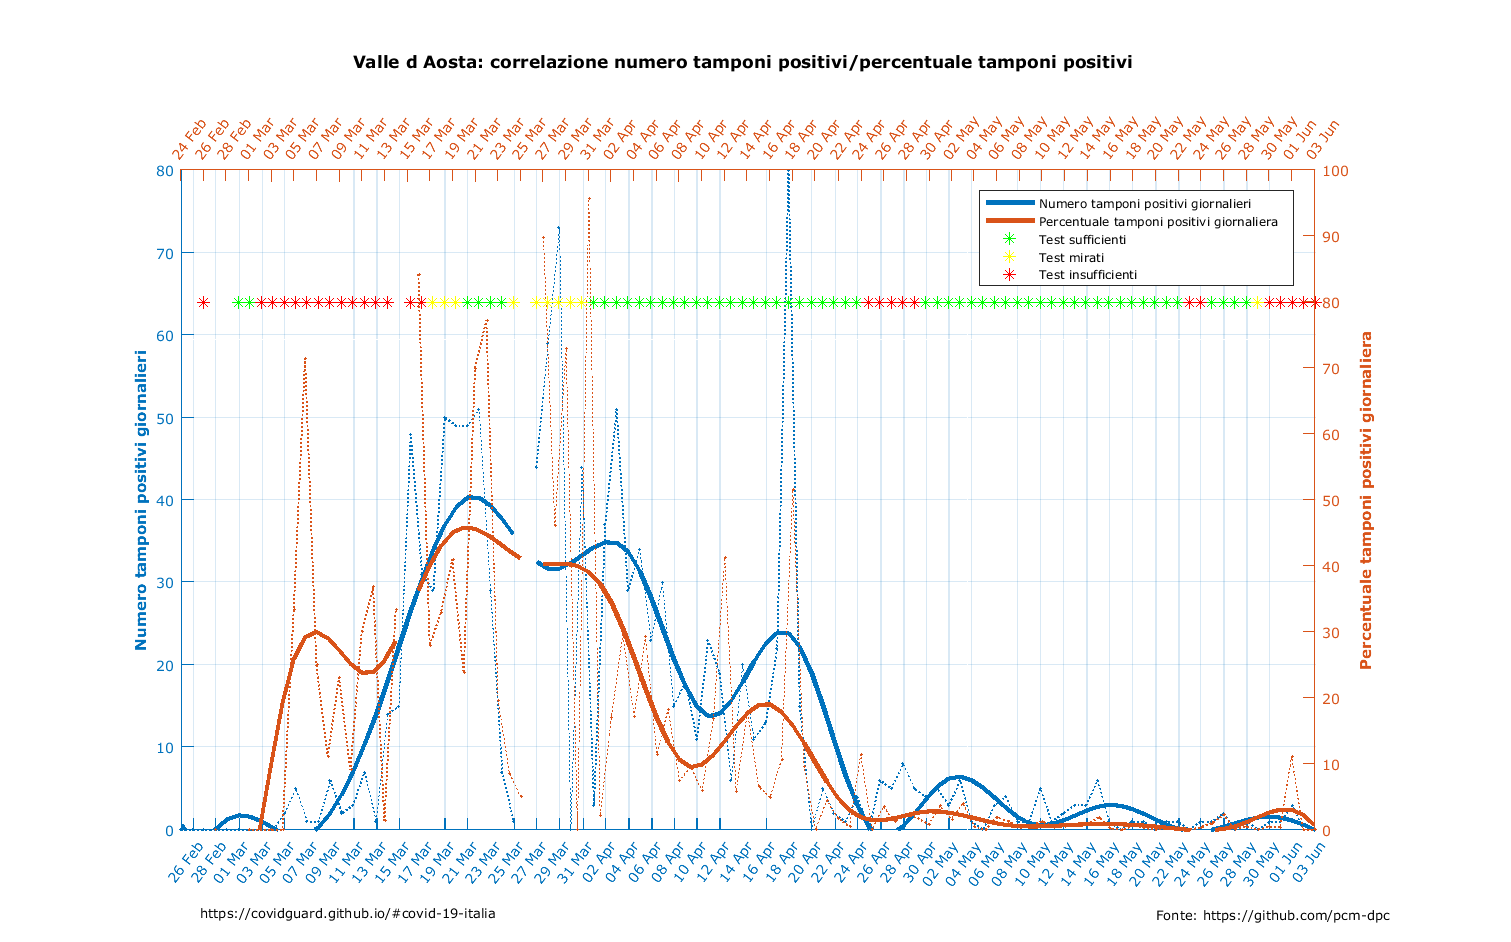 Valle d Aosta: correlazione numero tamponi positivi/percentuale tamponi positivi
24 Feb 26 Feb 28 Feb 01 Mar 03 Mar 05 Mar 07 Mar 09 Mar 11 Mar 13 Mar 15 Mar 17 Mar 19 Mar 21 Mar 23 Mar 25 Mar 27 Mar 29 Mar 31 Mar 02 Apr 04 Apr 06 Apr 08 Apr 10 Apr 12 Apr 14 Apr 16 Apr 18 Apr 20 Apr 22 Apr 24 Apr 26 Apr 28 Apr 30 Apr 02 May 04 May 06 May 08 May 10 May 12 May 14 May 16 May 18 May 20 May 22 May 24 May 26 May 28 May 30 May 01 Jun 03 Jun
Numero tamponi positivi giornalieri
80
70
60
50
40
30
20
10
0
Numero tamponi positivi giornalieri
Percentuale tamponi positivi giornaliera
Test sufficienti
Test mirati
Test insufficienti
100
90
80
70
60
50
40
30
20
10
0
Percentuale tamponi positivi giornaliera
26 Feb 28 Feb 01 Mar 03 Mar 05 Mar 07 Mar 09 Mar 11 Mar 13 Mar 15 Mar 17 Mar 19 Mar 21 Mar 23 Mar 25 Mar 27 Mar 29 Mar 31 Mar 02 Apr 04 Apr 06 Apr 08 Apr 10 Apr 12 Apr 14 Apr 16 Apr 18 Apr 20 Apr 22 Apr 24 Apr 26 Apr 28 Apr 30 Apr 02 May 04 May 06 May 08 May 10 May 12 May 14 May 16 May 18 May 20 May 22 May 24 May 26 May 28 May 30 May 01 Jun 03 Jun
https://covidguard.github.io/#covid-19-italia
Fonte: https://github.com/pcm-dpc